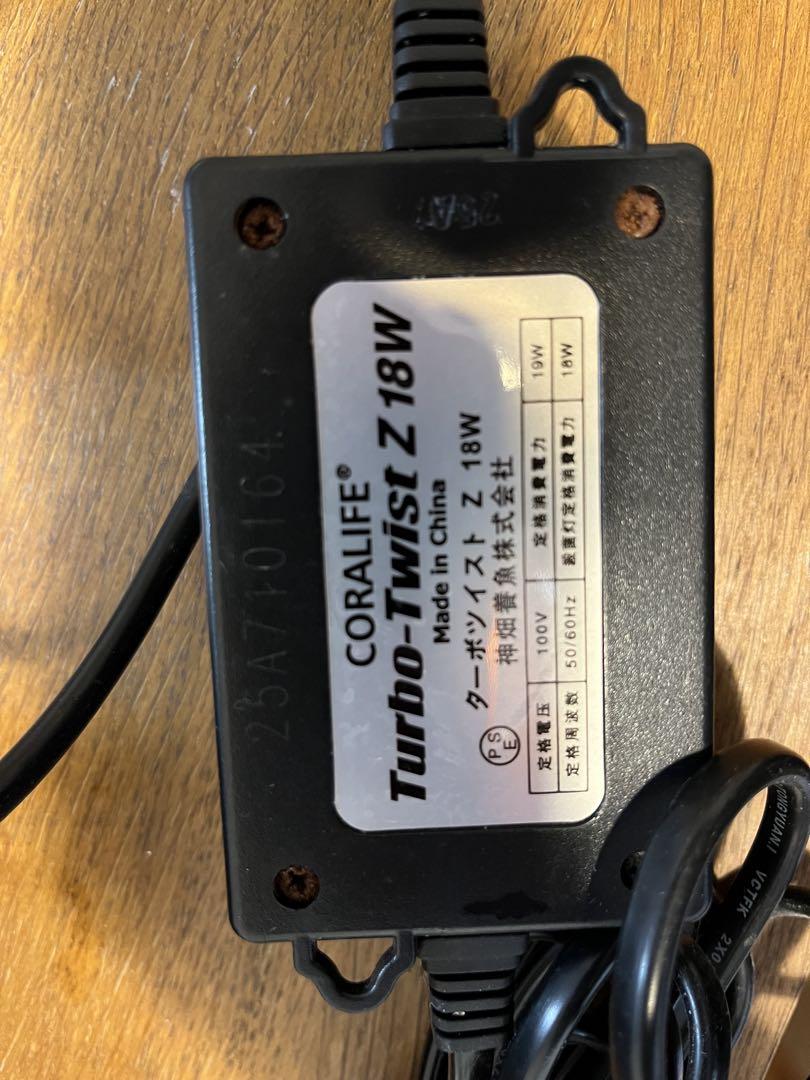 CORALIFE®
Turbo-Twist Z 18W
Made in China
ターボツイスト Z 18W
神畑養魚株式会社
PSE
定格電圧 100V 定格消費電力 19W
定格周波数 50/60Hz 殺菌灯定格消費電力 18W
25A710164
VCTFK 2X0